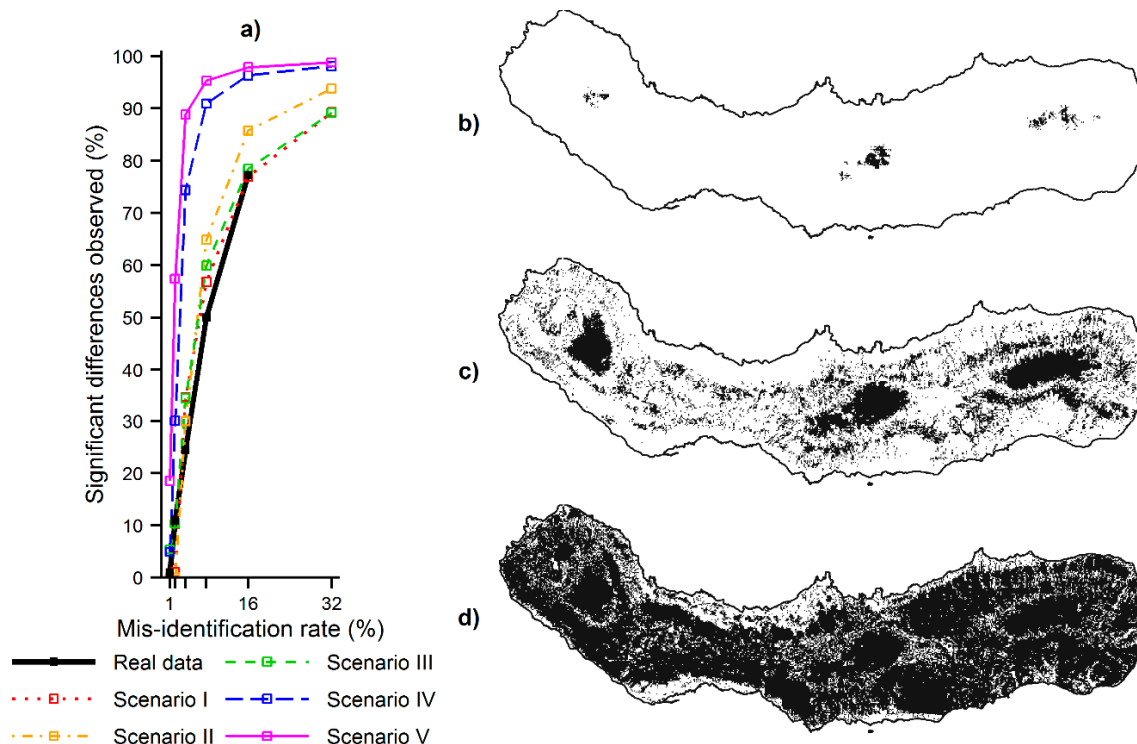 a)
100
90
80
70
60
50
40
30
20
10
0
Significant differences observed (%)
1 16 32
Mis-identification rate (%)
Real data
Scenario I
Scenario II
Scenario III
Scenario IV
Scenario V
b)
c)
d)